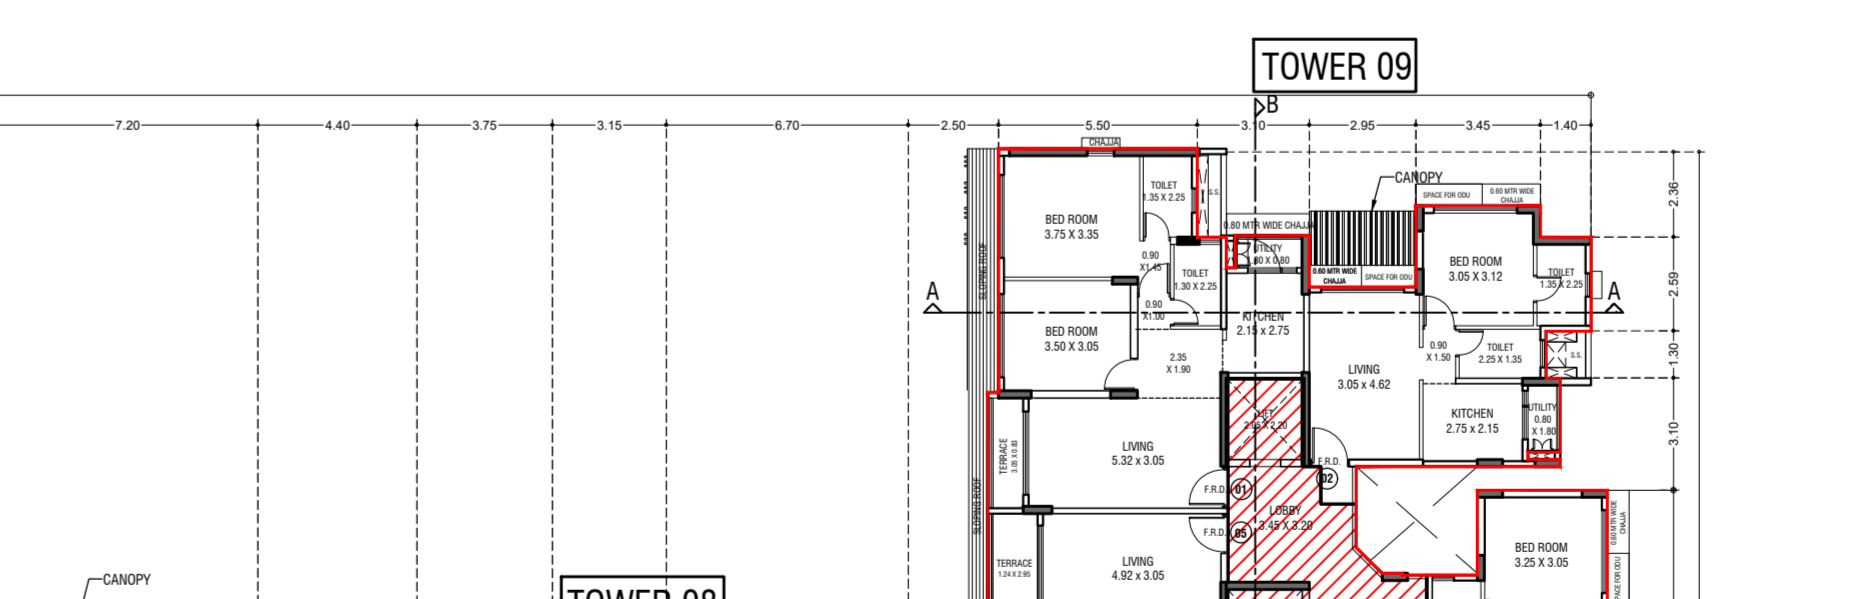 TOWER 09
B
7.20
4.40
3.75
3.15
6.70
2.50
5.50
3.10
2.95
3.45
1.40
CHAJJA
CANOPY
SPACE FOR ODU
0.60 MTR WIDE
CHAJJA
2.36
TOILET
1.35 X 2.25
S.S.
BED ROOM
3.75 X 3.35
0.80 MTR WIDE CHAJJA
UTILITY
1.80 X 0.80
0.60 MTR WIDE
CHAJJA
SPACE FOR ODU
BED ROOM
3.05 X 3.12
TOILET
1.35 X 2.25
SLOPING ROOF
0.90
X1.45
TOILET
1.30 X 2.25
2.59
A
A
0.90
X1.00
KITCHEN
2.15 x 2.75
BED ROOM
3.50 X 3.05
2.35
X 1.90
LIVING
3.05 x 4.62
0.90
X 1.50
TOILET
2.25 X 1.35
S.S.
1.30
LIFT
KITCHEN
2.75 x 2.15
UTILITY
0.80
X 1.80
3.10
TERRACE
3.05 X 0.83
LIVING
5.32 x 3.05
F.R.D.
02
F.R.D.
01
SLOPING ROOF
LOBBY
3.45 X 3.20
F.R.D.
05
0.60 MTR WIDE
CHAJJA
TERRACE
1.24 X 2.95
LIVING
4.92 x 3.05
BED ROOM
3.25 X 3.05
SPACE FOR ODU
CANOPY
TOWER 08